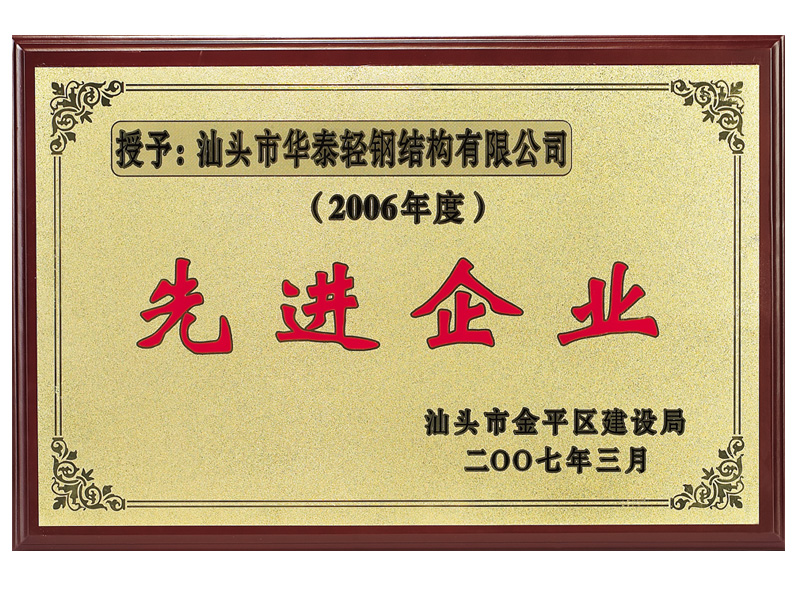 授予：汕头市华泰轻钢结构有限公司
（2006年度）
先进企业
汕头市金平区建设局
二〇〇七年三月